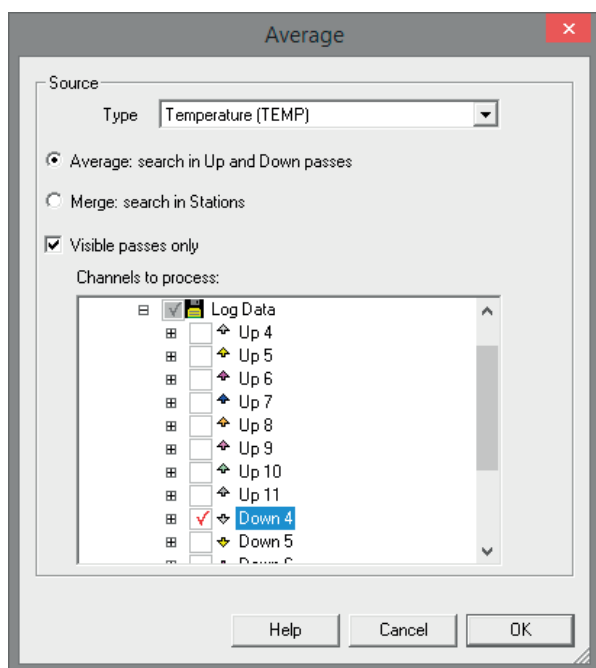 Average
Source
Type Temperature (TEMP)
Average: search in Up and Down passes
Merge: search in Stations
Visible passes only
Channels to process:
Log Data
Up 4
Up 5
Up 6
Up 7
Up 8
Up 9
Up 10
Up 11
Down 4
Down 5
Help Cancel OK